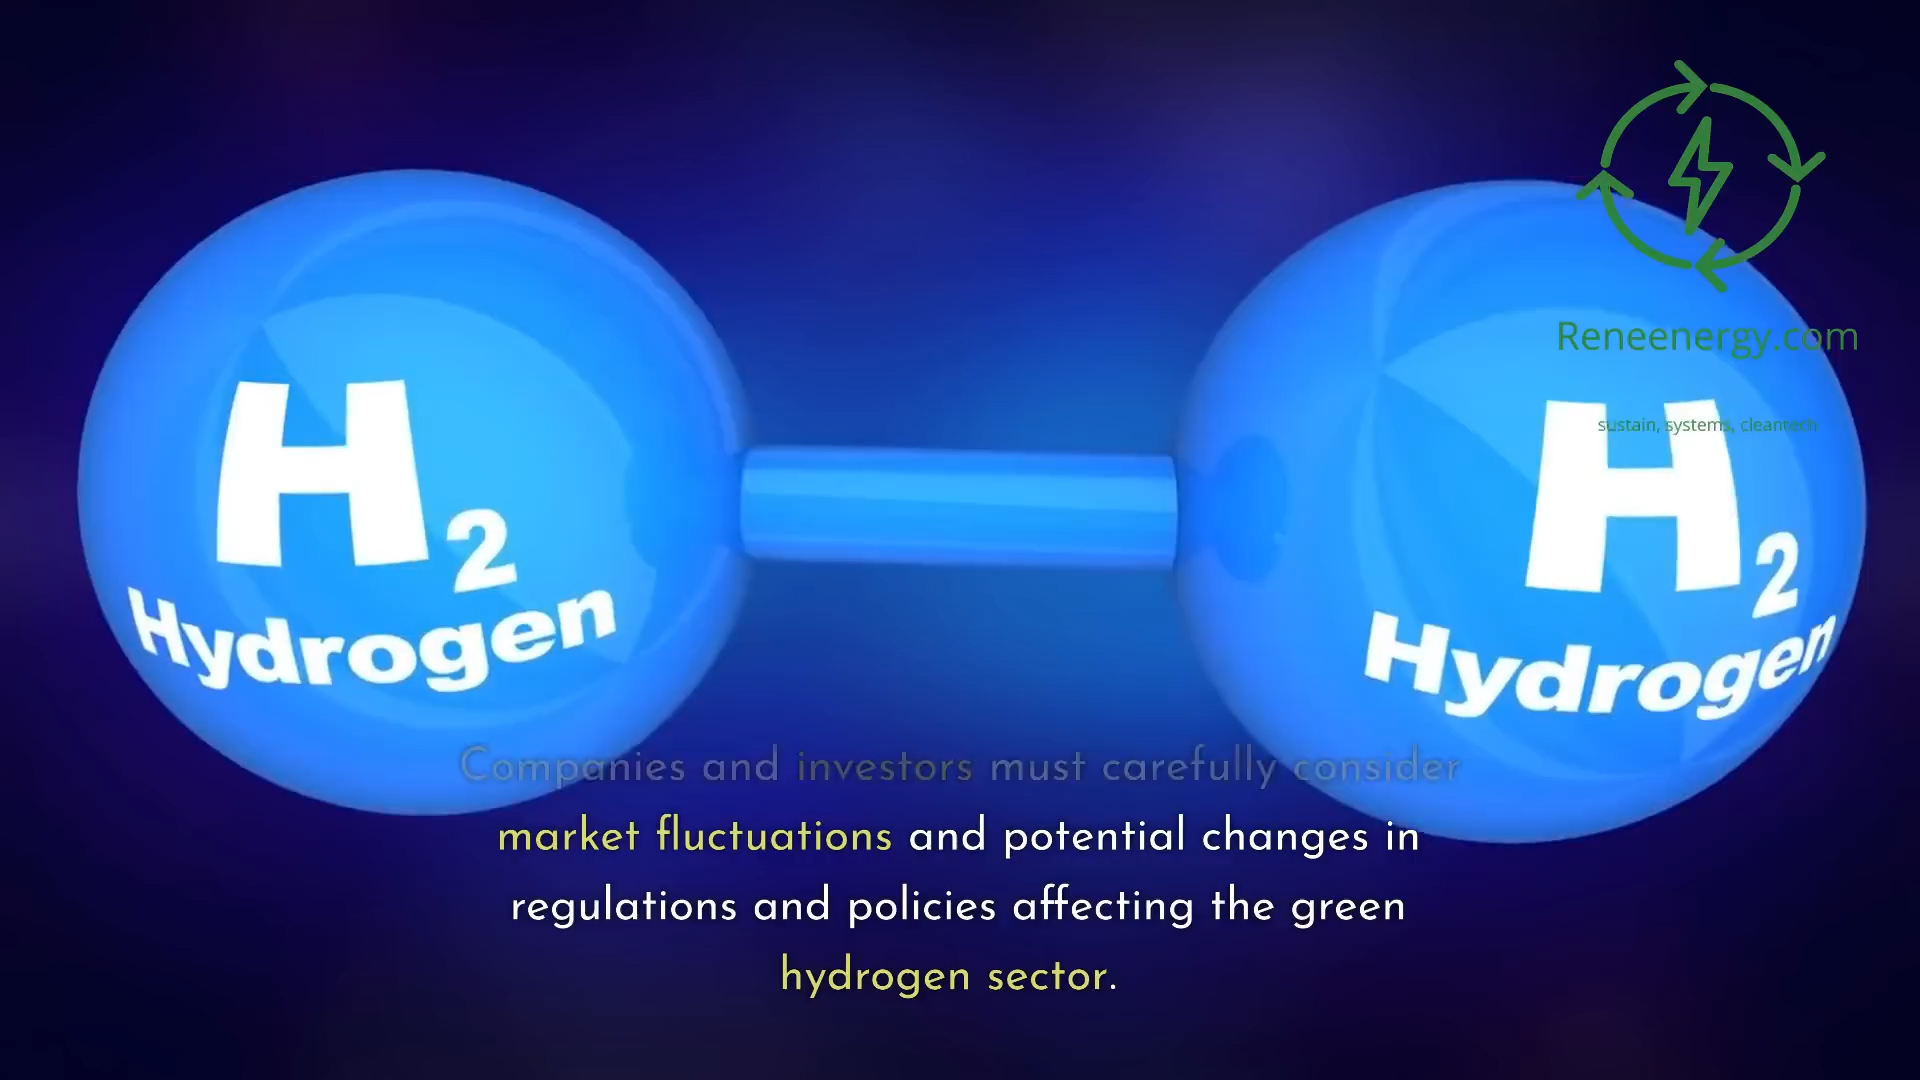 Reneenergy.com
sustain, systems, cleantech
H2
Hydrogen
H2
Hydrogen
Companies and investors must carefully consider
market fluctuations and potential changes in
regulations and policies affecting the green
hydrogen sector.